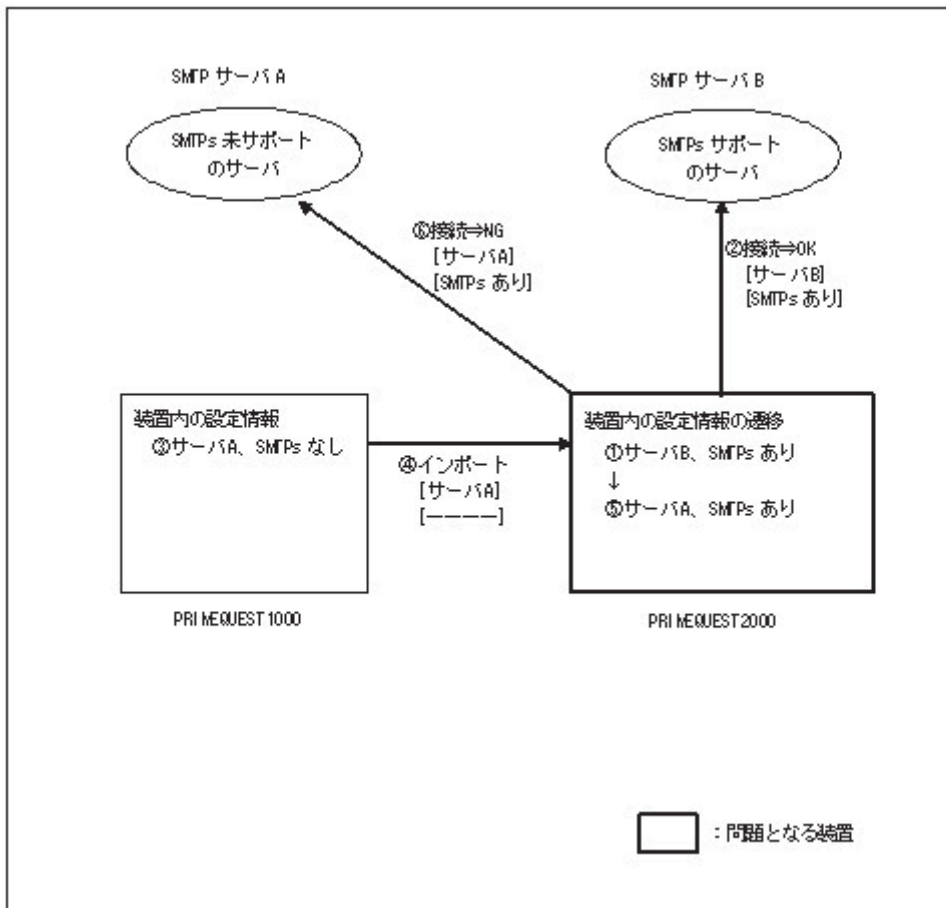 SMTP サーバ A
SMTP サーバ B
SMTPs 未サポート
のサーバ
SMTPs サポート
のサーバ
⑥接続⇒NG
[サーバA]
[SMTPs あり]
②接続⇒OK
[サーバB]
[SMTPs あり]
装置内の設定情報
③サーバA、SMTPs なし
④インポート
[サーバA]
[————]
装置内の設定情報の遷移
①サーバB、SMTPs あり
↓
⑤サーバA、SMTPs あり
PRIMEQUEST1000
PRIMEQUEST2000
：問題となる装置